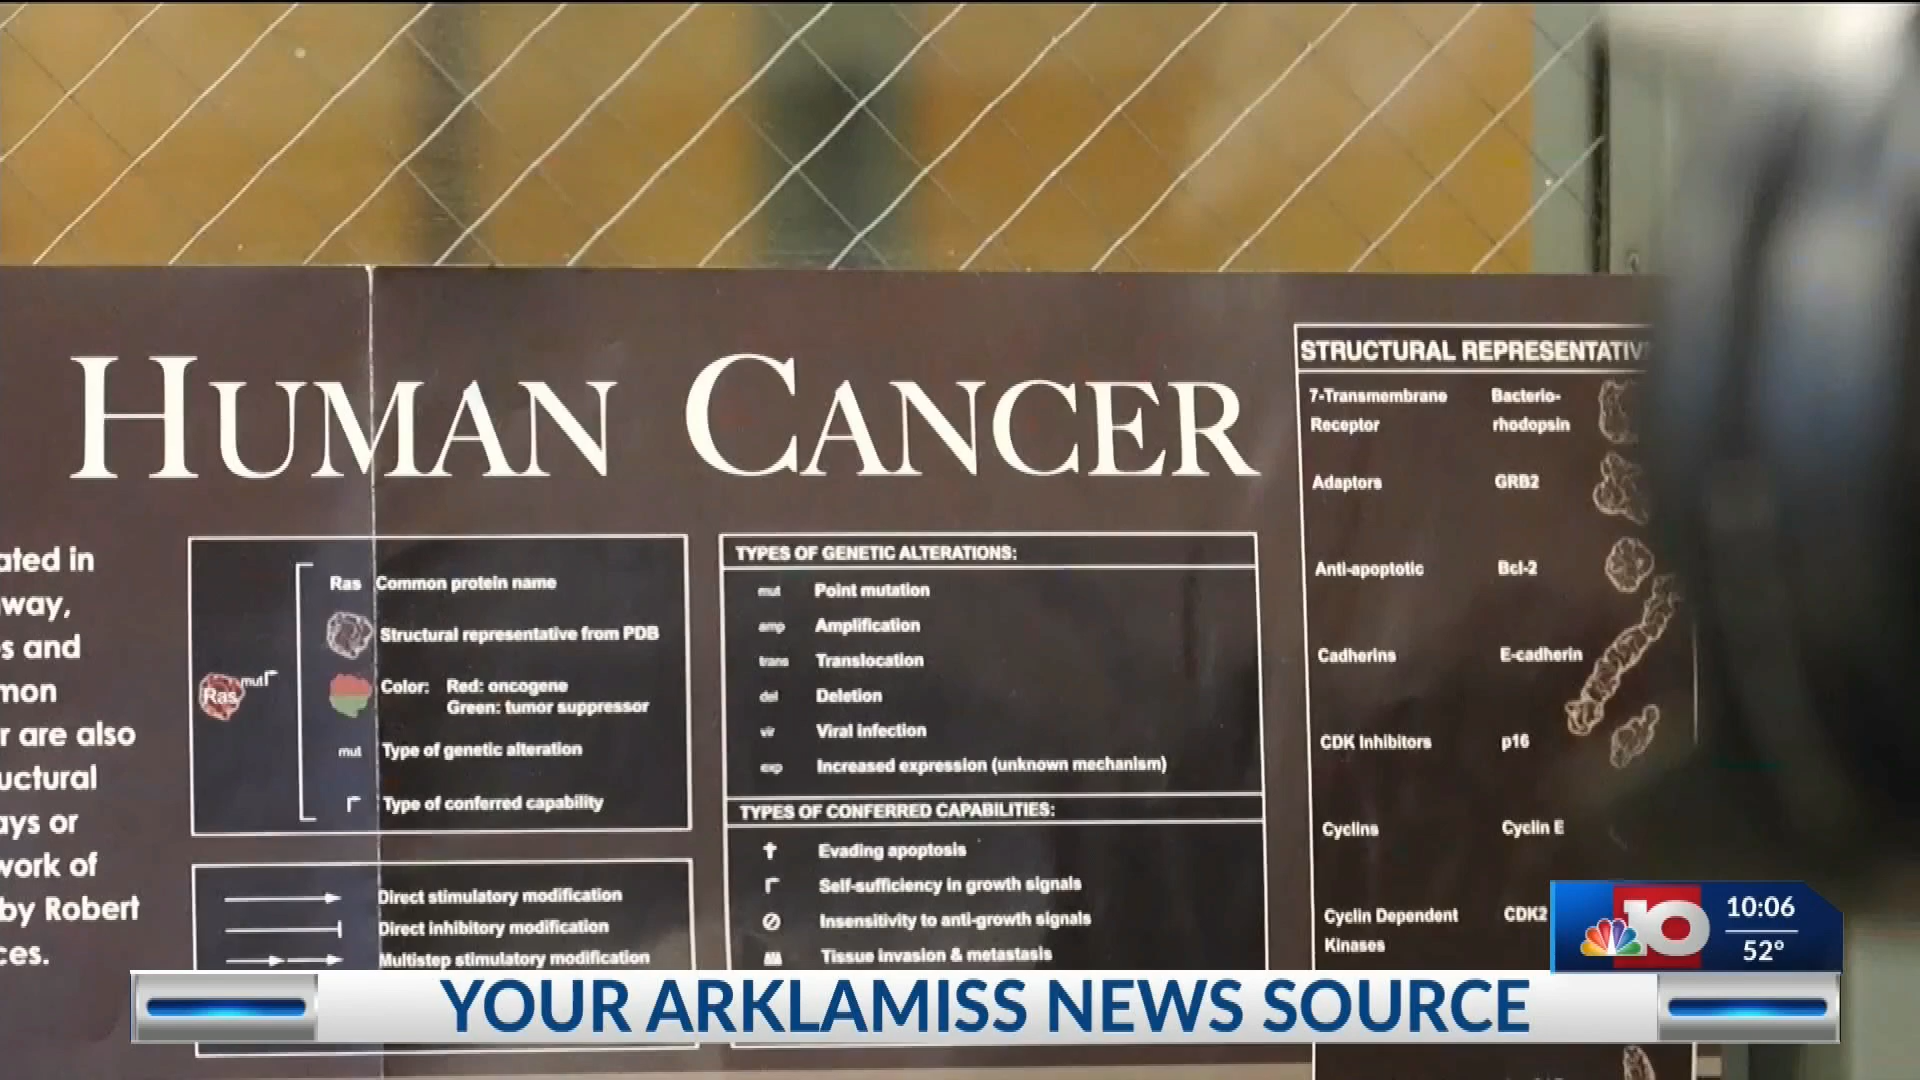 HUMAN CANCER
ated in
way,
s and
mon
r are also
uctural
ays or
work of
by Robert
ces.
Ras
mut
Ras Common protein name
Structural representative from PDB
Color: Red: oncogene
Green: tumor suppressor
mut Type of genetic alteration
Type of conferred capability
Direct stimulatory modification
Direct inhibitory modification
Multistep stimulatory modification
TYPES OF GENETIC ALTERATIONS:
mut Point mutation
amp Amplification
trans Translocation
del Deletion
vir Viral infection
exp Increased expression (unknown mechanism)
TYPES OF CONFERRED CAPABILITIES:
Evading apoptosis
Self-sufficiency in growth signals
Insensitivity to anti-growth signals
Tissue invasion & metastasis
STRUCTURAL REPRESENTATIV
7-Transmembrane Bacterio-
Receptor rhodopsin
Adaptors GRB2
Anti-apoptotic Bcl-2
Cadherins E-cadherin
CDK Inhibitors p16
Cyclins Cyclin E
Cyclin Dependent CDK2
Kinases
10
10:06
52°
YOUR ARKLAMISS NEWS SOURCE